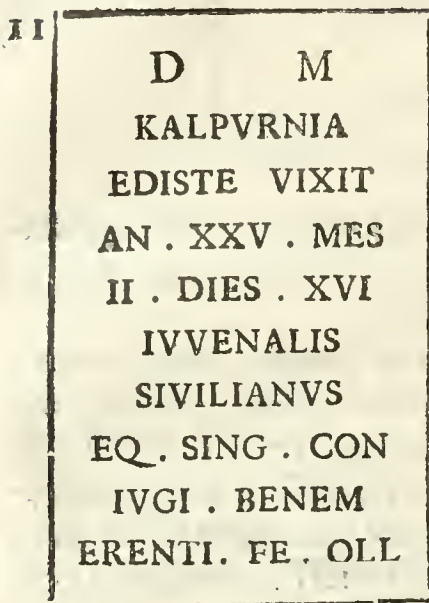 II
D M
KALPVRNIA
EDISTE VIXIT
AN . XXV . MES
II . DIES . XVI
IVVENALIS
SIVILIANVS
EQ . SING . CON
IVGI . BENEM
ERENTI . FE . OLL